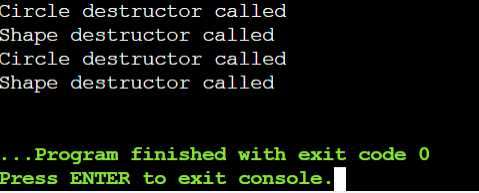 Circle destructor called
Shape destructor called
Circle destructor called
Shape destructor called
...Program finished with exit code 0
Press ENTER to exit console.